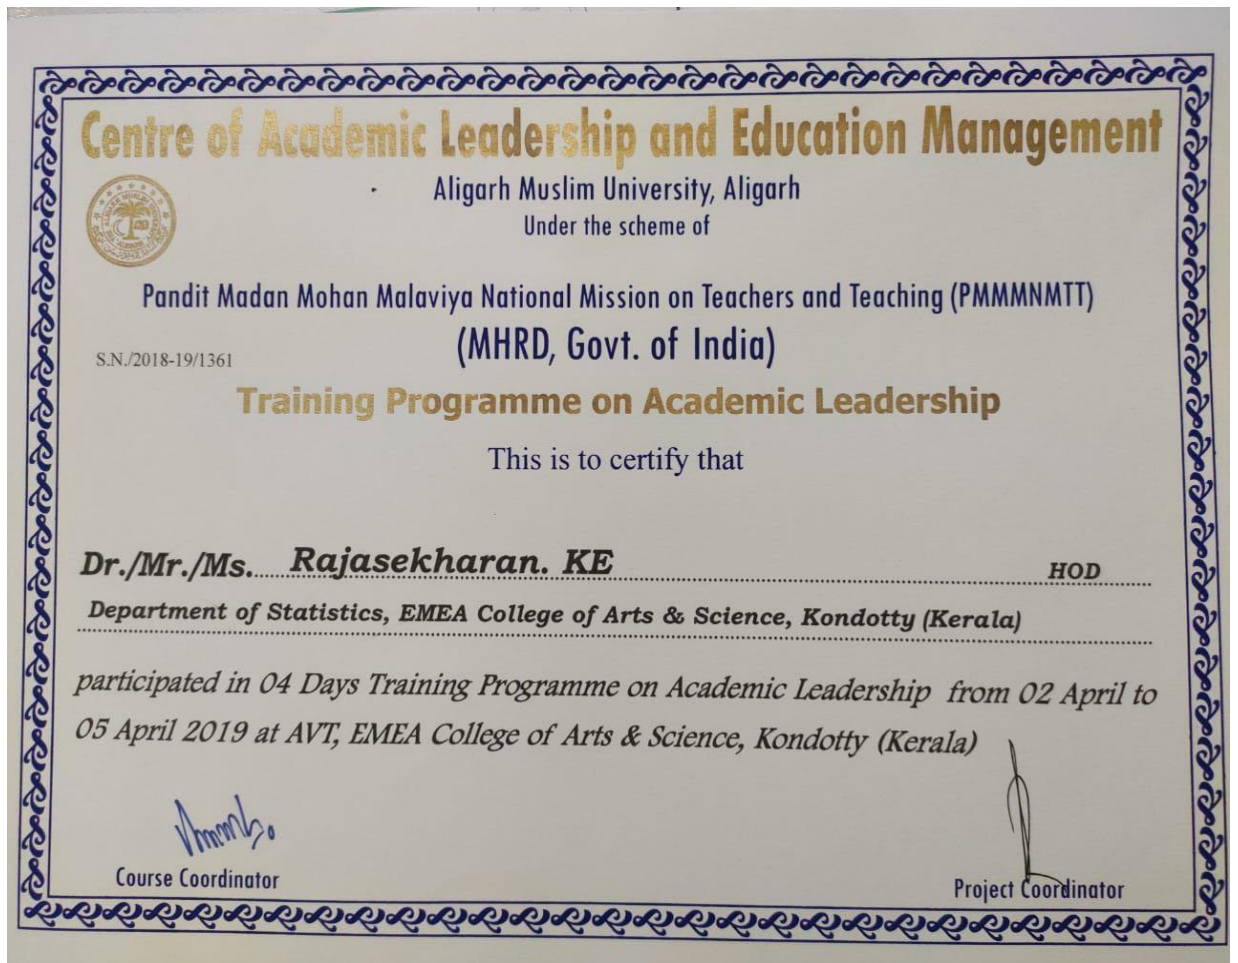 Centre of Academic Leadership and Education Management
Aligarh Muslim University, Aligarh
Under the scheme of
Pandit Madan Mohan Malaviya National Mission on Teachers and Teaching (PMMMNMTT)
(MHRD, Govt. of India)
S.N./2018-19/1361
Training Programme on Academic Leadership
This is to certify that
Dr./Mr./Ms. Rajasekharan. KE HOD
Department of Statistics, EMEA College of Arts & Science, Kondotty (Kerala)
participated in 04 Days Training Programme on Academic Leadership from 02 April to
05 April 2019 at AVT, EMEA College of Arts & Science, Kondotty (Kerala)
Course Coordinator
Project Coordinator